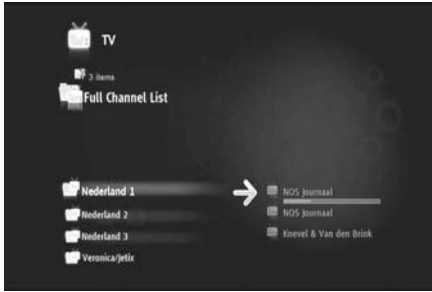 TV
3 items
Full Channel List
Nederland 1
NOS Journaal
Nederland 2
NOS Journaal
Nederland 3
Knevel & Van den Brink
Veronica/Jetix